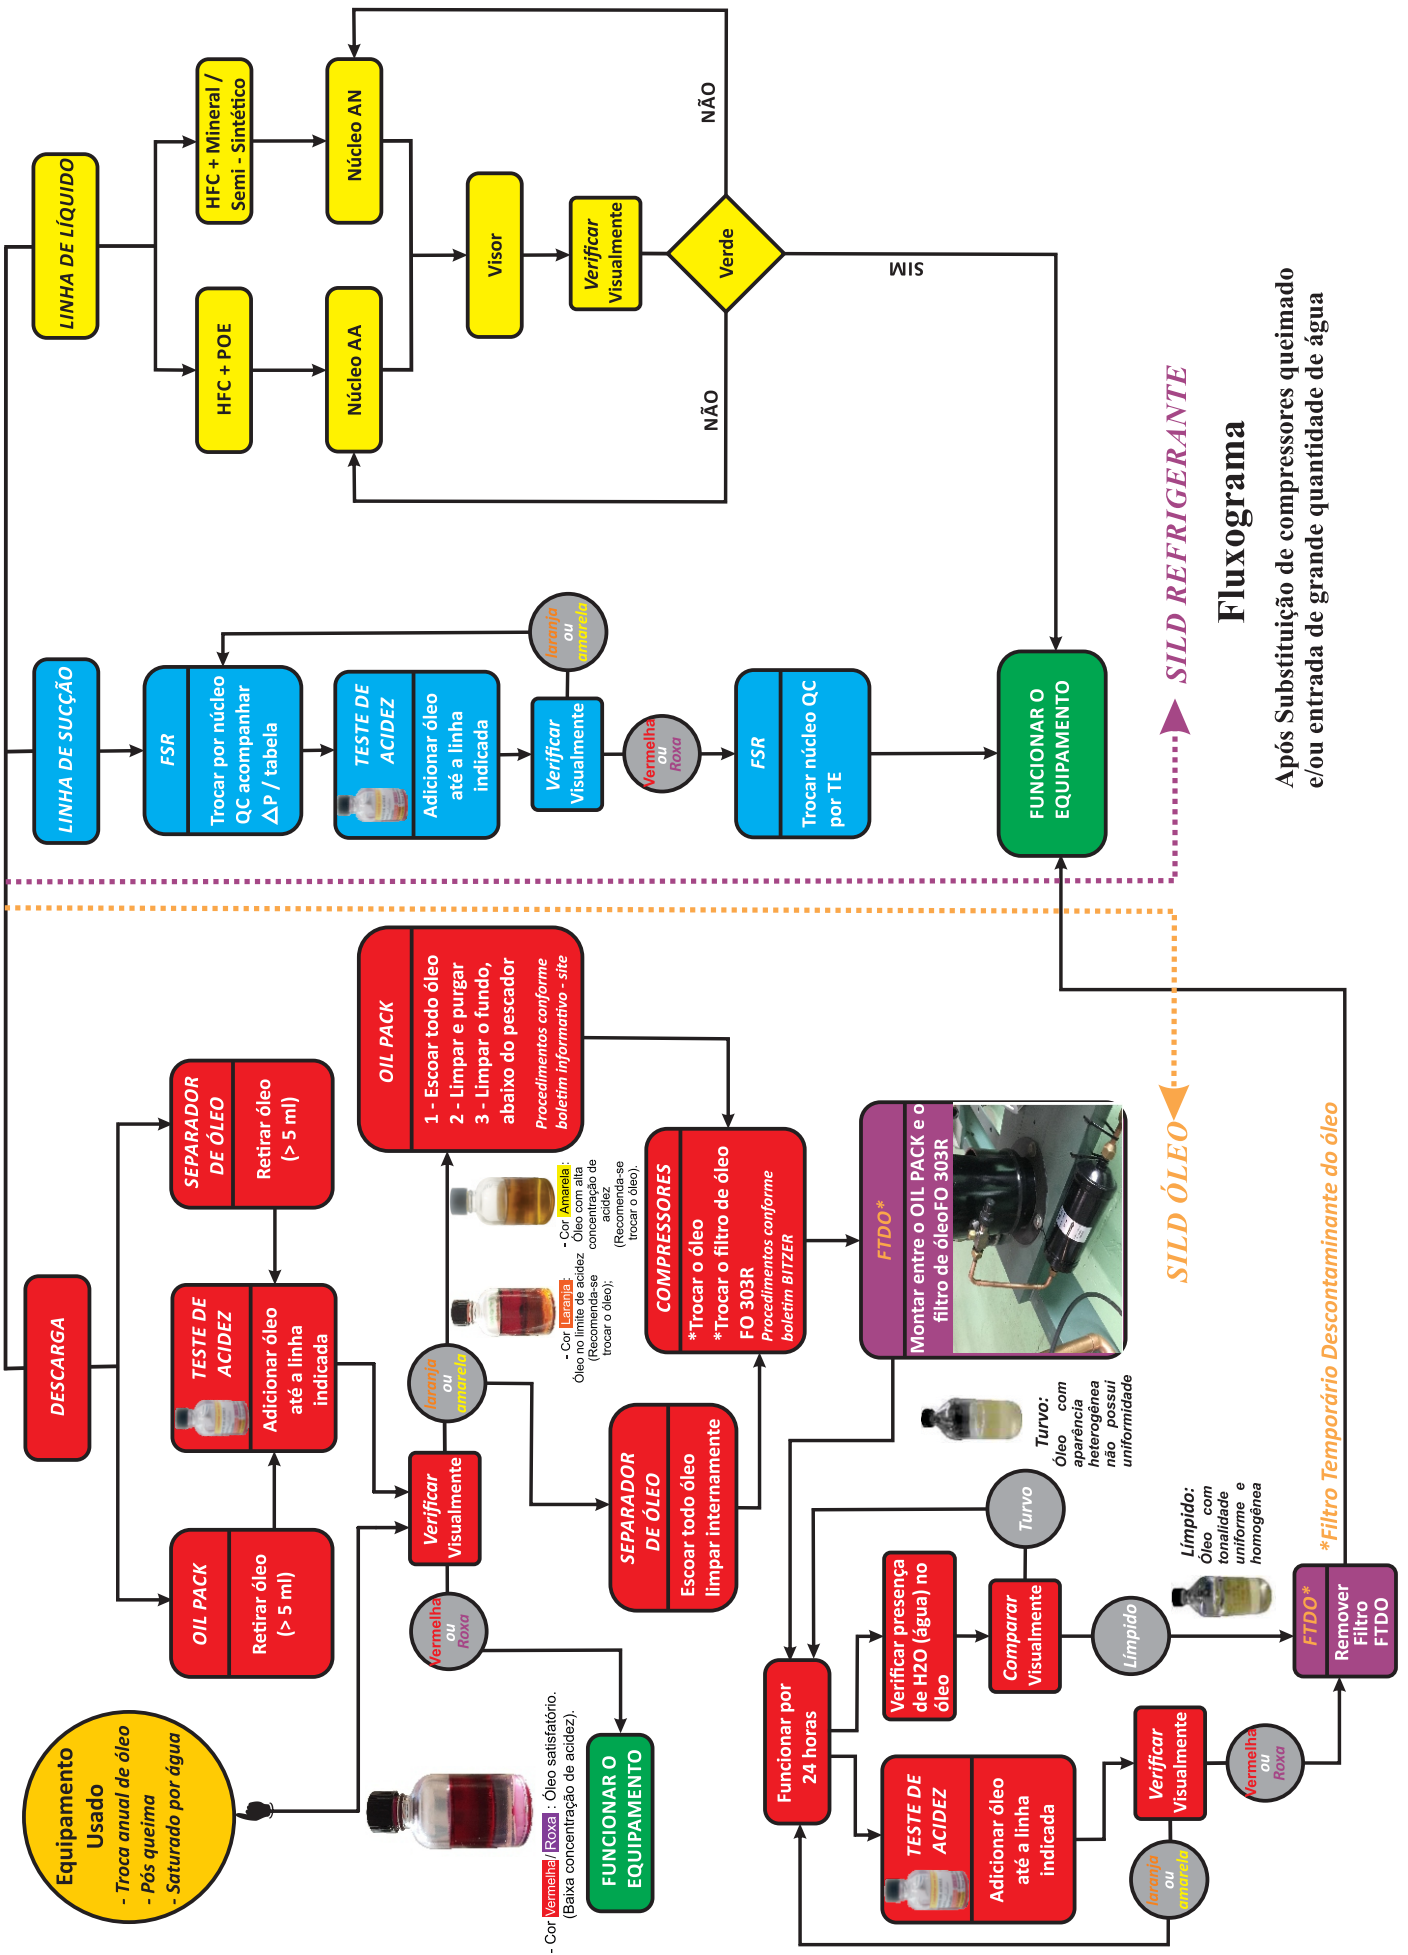 Equipamento
Usado
- Troca anual de óleo
- Pós queima
- Saturado por água
DESCARGA
OIL PACK
Retirar óleo
(> 5 ml)
TESTE DE
ACIDEZ
Adicionar óleo
até a linha
indicada
SEPARADOR
DE ÓLEO
Retirar óleo
(> 5 ml)
Verificar
Visualmente
Vermelha
ou
Roxa
laranja
ou
amarela
- Cor Vermelha/ Roxa : Óleo satisfatório.
(Baixa concentração de acidez).
FUNCIONAR O
EQUIPAMENTO
- Cor Laranja :
Óleo no limite de acidez
(Recomenda-se
trocar o óleo);
- Cor Amarela :
Óleo com alta
concentração de
acidez
(Recomenda-se
trocar o óleo).
OIL PACK
1 - Escoar todo óleo
2 - Limpar e purgar
3 - Limpar o fundo,
abaixo do pescador
Procedimentos conforme
boletim informativo - site
SEPARADOR
DE ÓLEO
Escoar todo óleo
limpar internamente
COMPRESSORES
*Trocar o óleo
*Trocar o filtro de óleo
FO 303R
Procedimentos conforme
boletim BITZER
FTDO*
Montar entre o OIL PACK e o
filtro de óleoFO 303R
Funcionar por
24 horas
TESTE DE
ACIDEZ
Adicionar óleo
até a linha
indicada
Verificar presença
de H2O (água) no
óleo
Comparar
Visualmente
Turvo
Turvo:
Óleo com
aparência
heterogênea
não possui
uniformidade
Límpido
Límpido:
Óleo com
tonalidade
uniforme e
homogênea
Verificar
Visualmente
laranja
ou
amarela
Vermelha
ou
Roxa
FTDO*
Remover
Filtro
FTDO
*Filtro Temporário Descontaminante do óleo
SILD ÓLEO
LINHA DE SUCÇÃO
FSR
Trocar por núcleo
QC acompanhar
ΔP / tabela
TESTE DE
ACIDEZ
Adicionar óleo
até a linha
indicada
Verificar
Visualmente
laranja
ou
amarela
Vermelha
ou
Roxa
FSR
Trocar núcleo QC
por TE
FUNCIONAR O
EQUIPAMENTO
LINHA DE LÍQUIDO
HFC + POE
HFC + Mineral /
Semi - Sintético
Núcleo AA
Núcleo AN
Visor
Verificar
Visualmente
Verde
NÃO
NÃO
SIM
SILD REFRIGERANTE
Fluxograma
Após Substituição de compressores queimado
e/ou entrada de grande quantidade de água